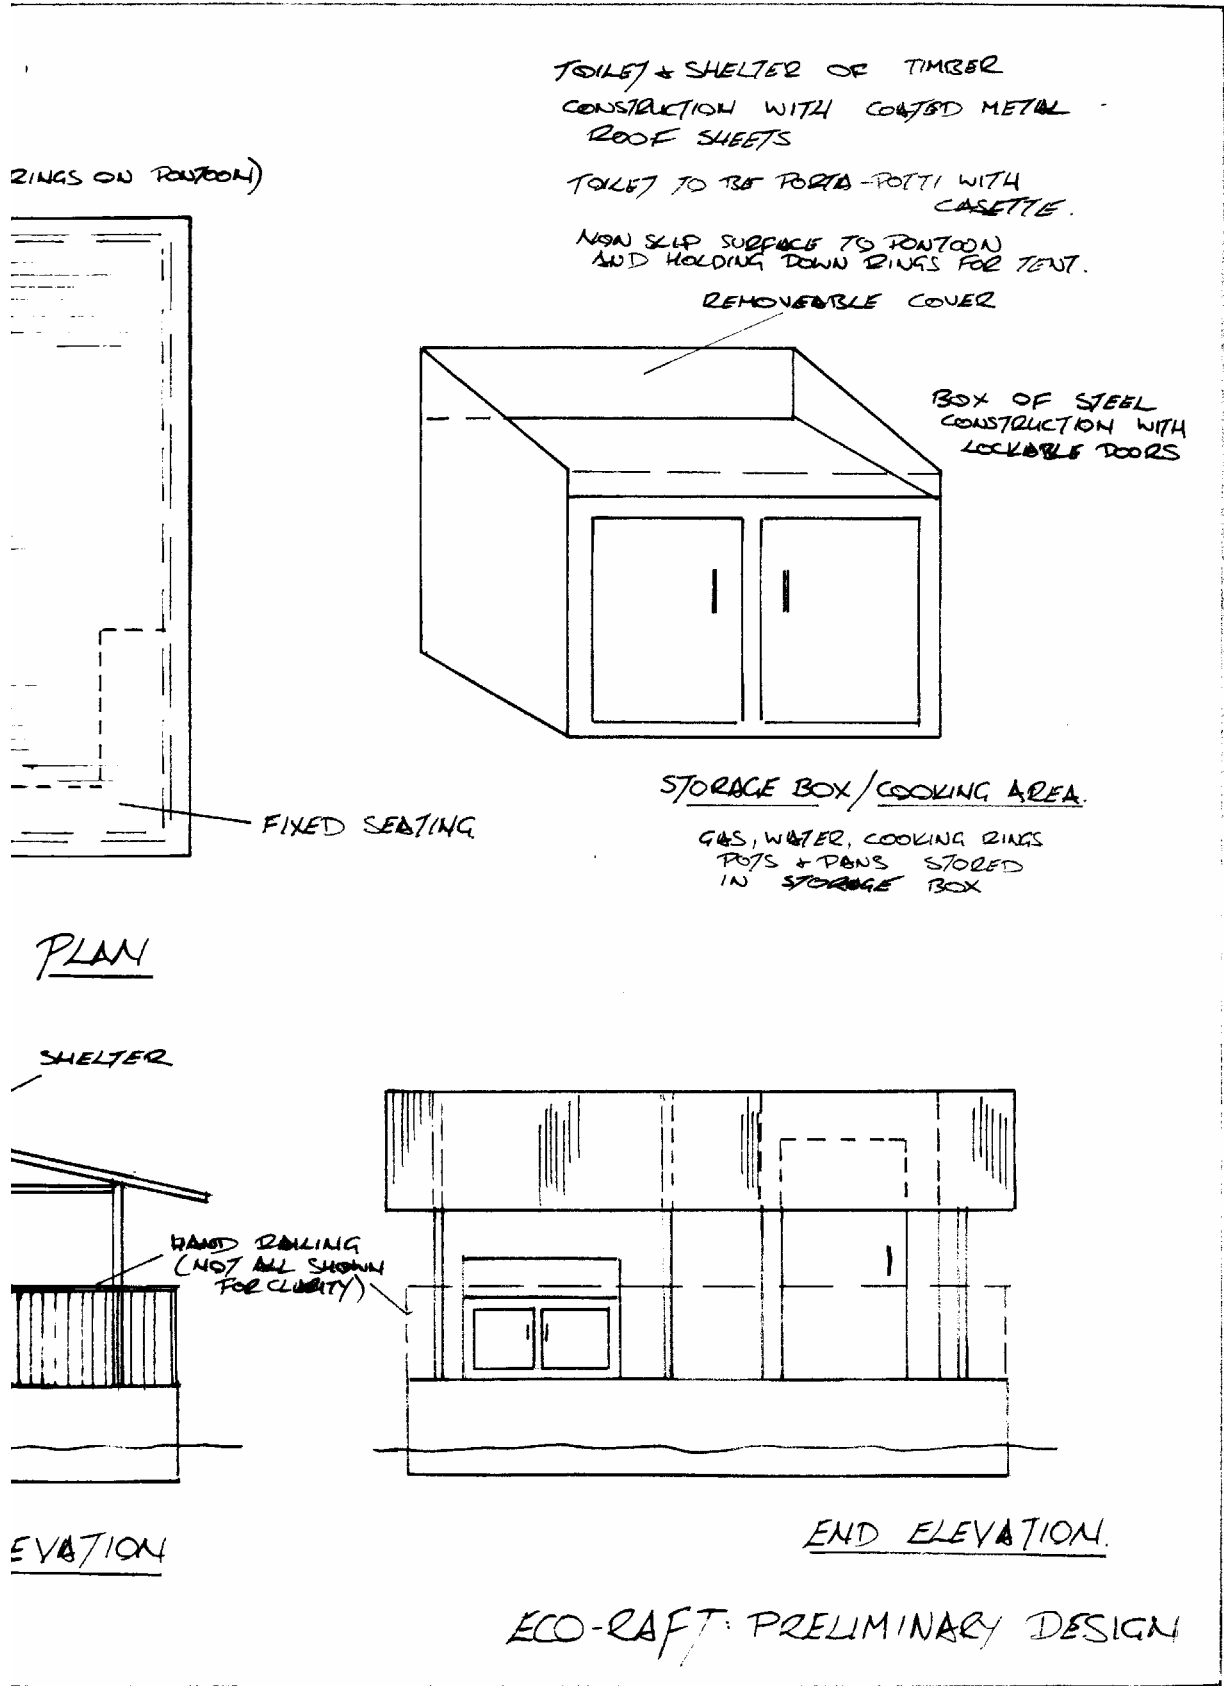 TOILET & SHELTER OF TIMBER
CONSTRUCTION WITH COATED METAL
ROOF SHEETS
RINGS ON PONTOON)
TOILET TO BE PORTA-POTTI WITH
CASETTE.
NON SLIP SURFACE TO PONTOON
AND HOLDING DOWN RINGS FOR TENT.
REMOVEABLE COVER
BOX OF STEEL
CONSTRUCTION WITH
LOCKABLE DOORS
FIXED SEATING
STORAGE BOX/COOKING AREA.
GAS, WATER, COOKING RINGS
POTS & PANS STORED
IN STORAGE BOX
PLAN
SHELTER
HAND RAILING
(NOT ALL SHOWN
FOR CLARITY)
EVATION
END ELEVATION.
ECO-RAFT: PRELIMINARY DESIGN